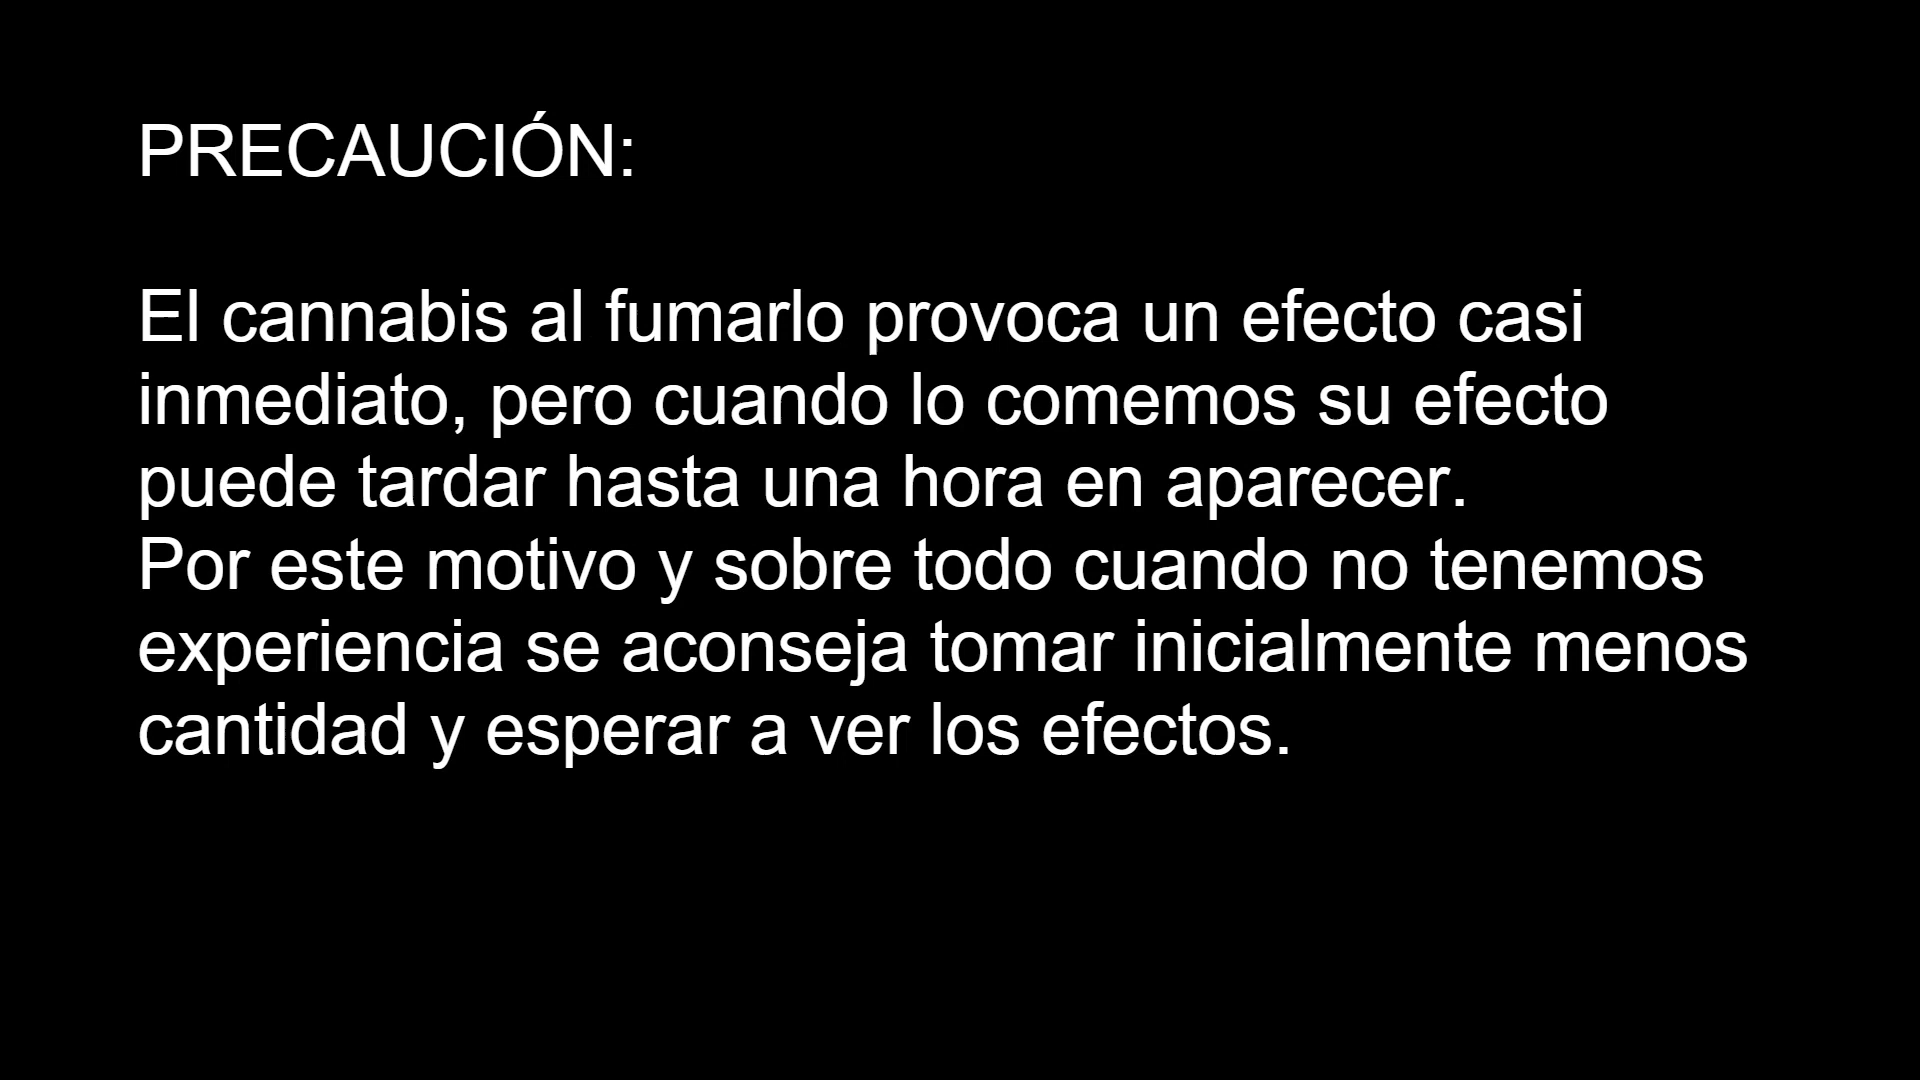 PRECAUCIÓN:
El cannabis al fumarlo provoca un efecto casi
inmediato, pero cuando lo comemos su efecto
puede tardar hasta una hora en aparecer.
Por este motivo y sobre todo cuando no tenemos
experiencia se aconseja tomar inicialmente menos
cantidad y esperar a ver los efectos.